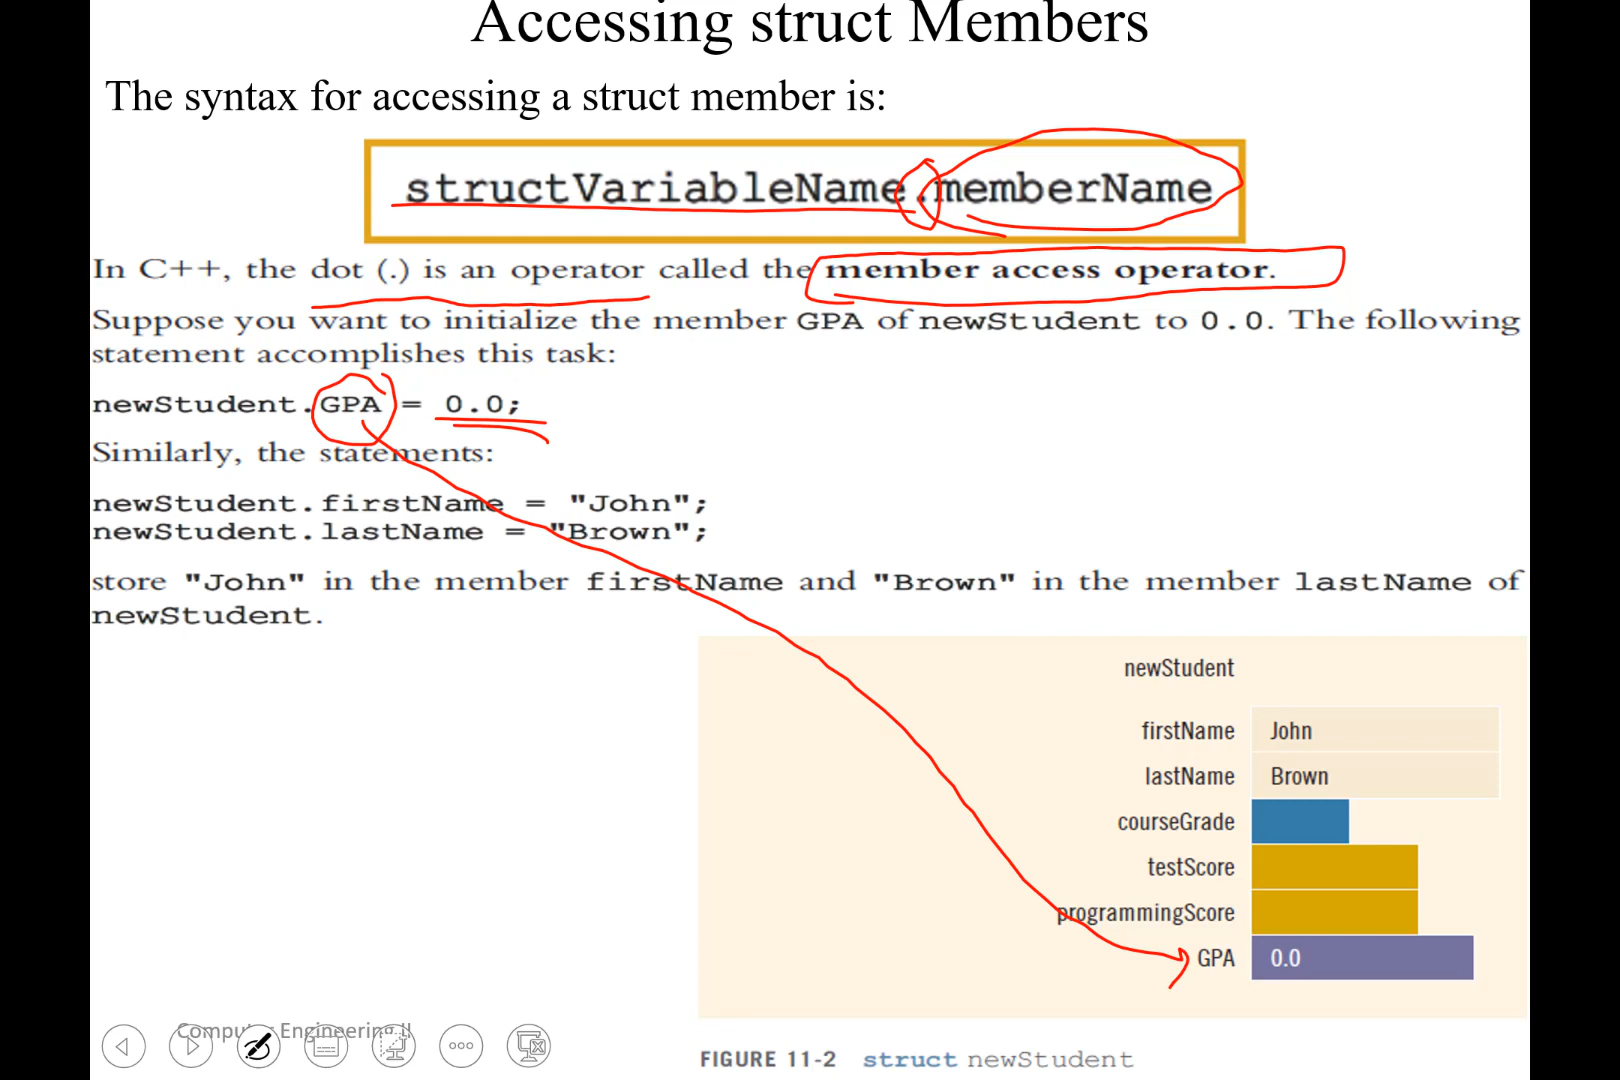 Accessing struct Members
The syntax for accessing a struct member is:
structVariableName.memberName
In C++, the dot (.) is an operator called the member access operator.
Suppose you want to initialize the member GPA of newStudent to 0.0. The following
statement accomplishes this task:
newStudent.GPA = 0.0;
Similarly, the statements:
newStudent.firstName = "John";
newStudent.lastName = "Brown";
store "John" in the member firstName and "Brown" in the member lastName of
newStudent.
newStudent
firstName John
lastName Brown
courseGrade
testScore
programmingScore
GPA 0.0
Computer Engineering II
FIGURE 11-2 struct newStudent